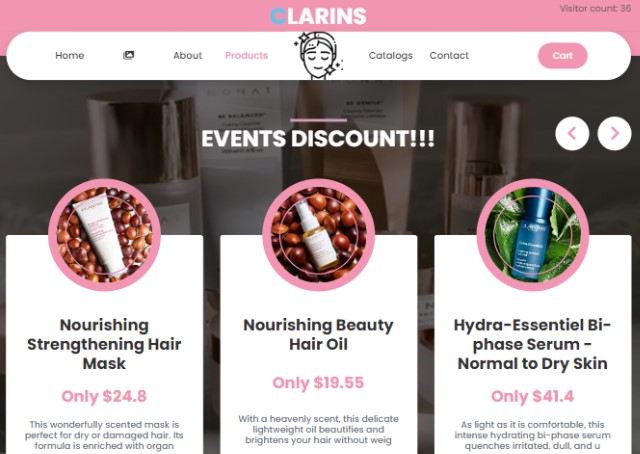 CLARINS
Visitor count: 36
Home About Products Catalogs Contact Cart
MONAT
EVENTS DISCOUNT!!!
CLARINS
Nourishing
Strengthening Hair
Mask
Only $24.8
This wonderfully scented mask is
perfect for dry or damaged hair. Its
formula is enriched with organ
Nourishing Beauty
Hair Oil
Only $19.55
With a heavenly scent, this delicate
lightweight oil beautifies and
brightens your hair without weig
Hydra-Essentiel Bi-
phase Serum -
Normal to Dry Skin
Only $41.4
As light as it is comfortable, this
intense hydrating bi-phase serum
quenches irritated, dull, and u